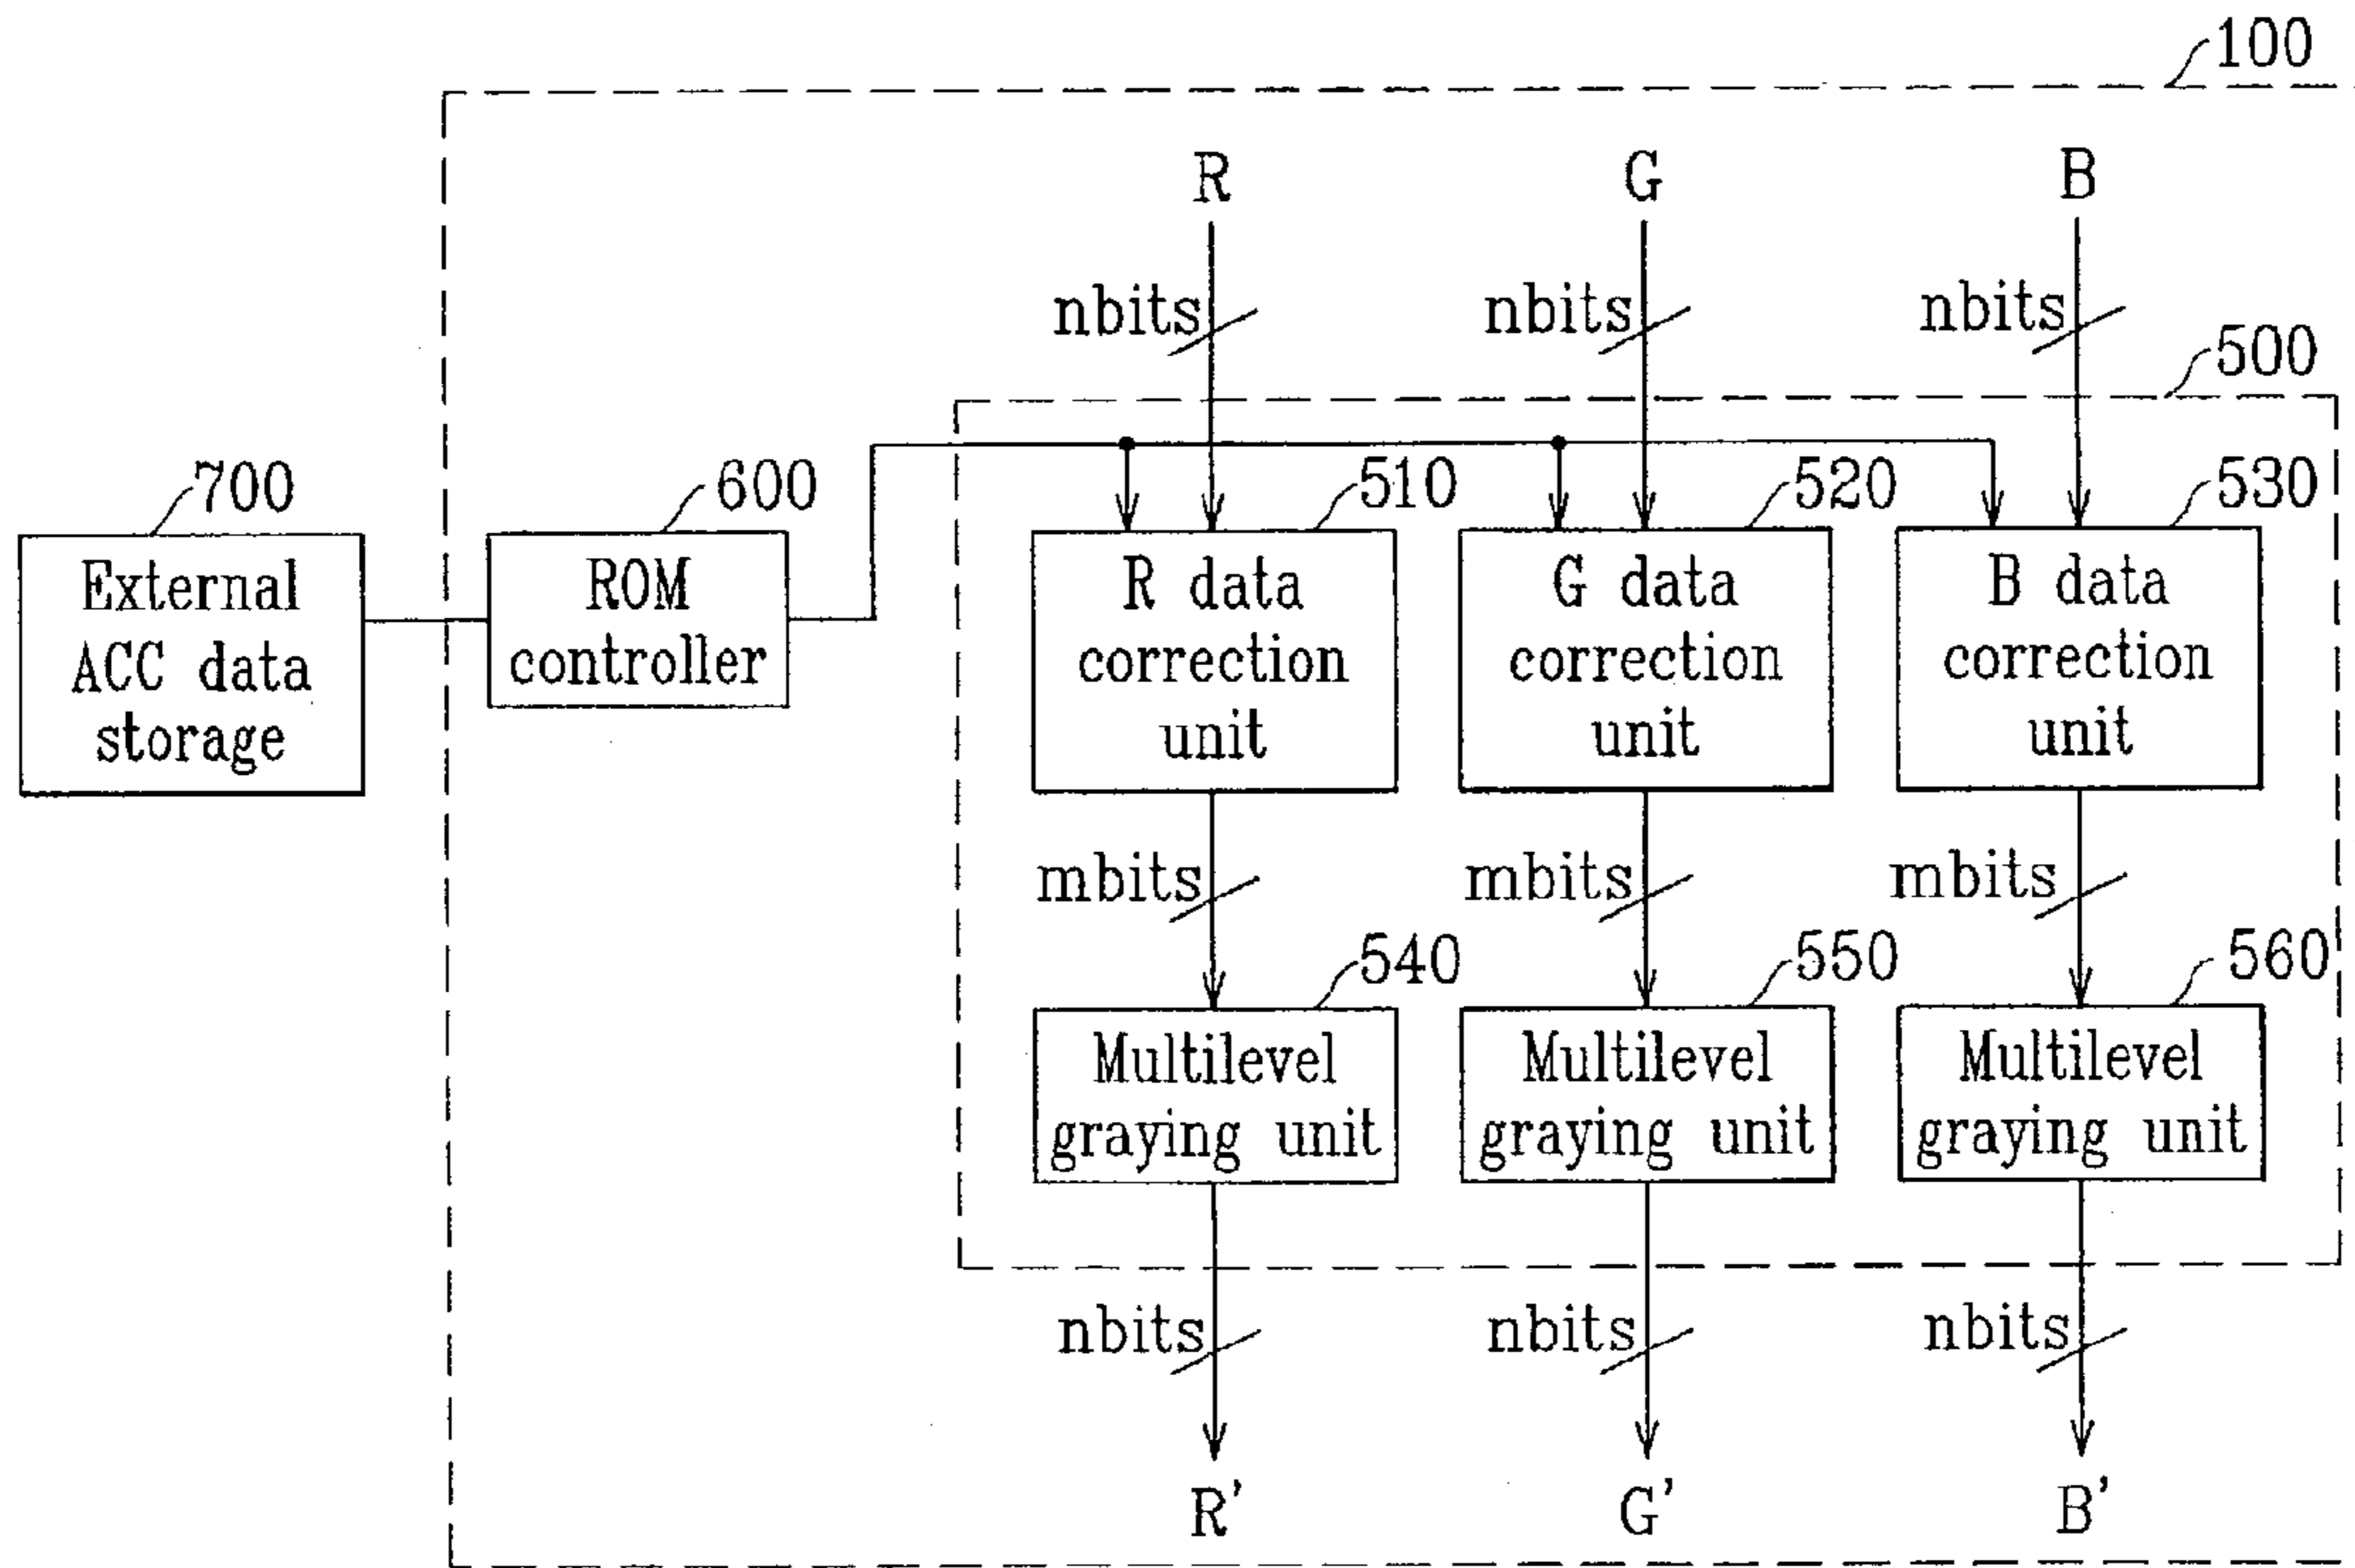 100
R
G
B
nbits
nbits
nbits
500
700
600
510
520
530
External
ACC data
storage
ROM
controller
R data
correction
unit
G data
correction
unit
B data
correction
unit
mbits
mbits
mbits
540
550
560
Multilevel
graying unit
Multilevel
graying unit
Multilevel
graying unit
nbits
nbits
nbits
R'
G'
B'